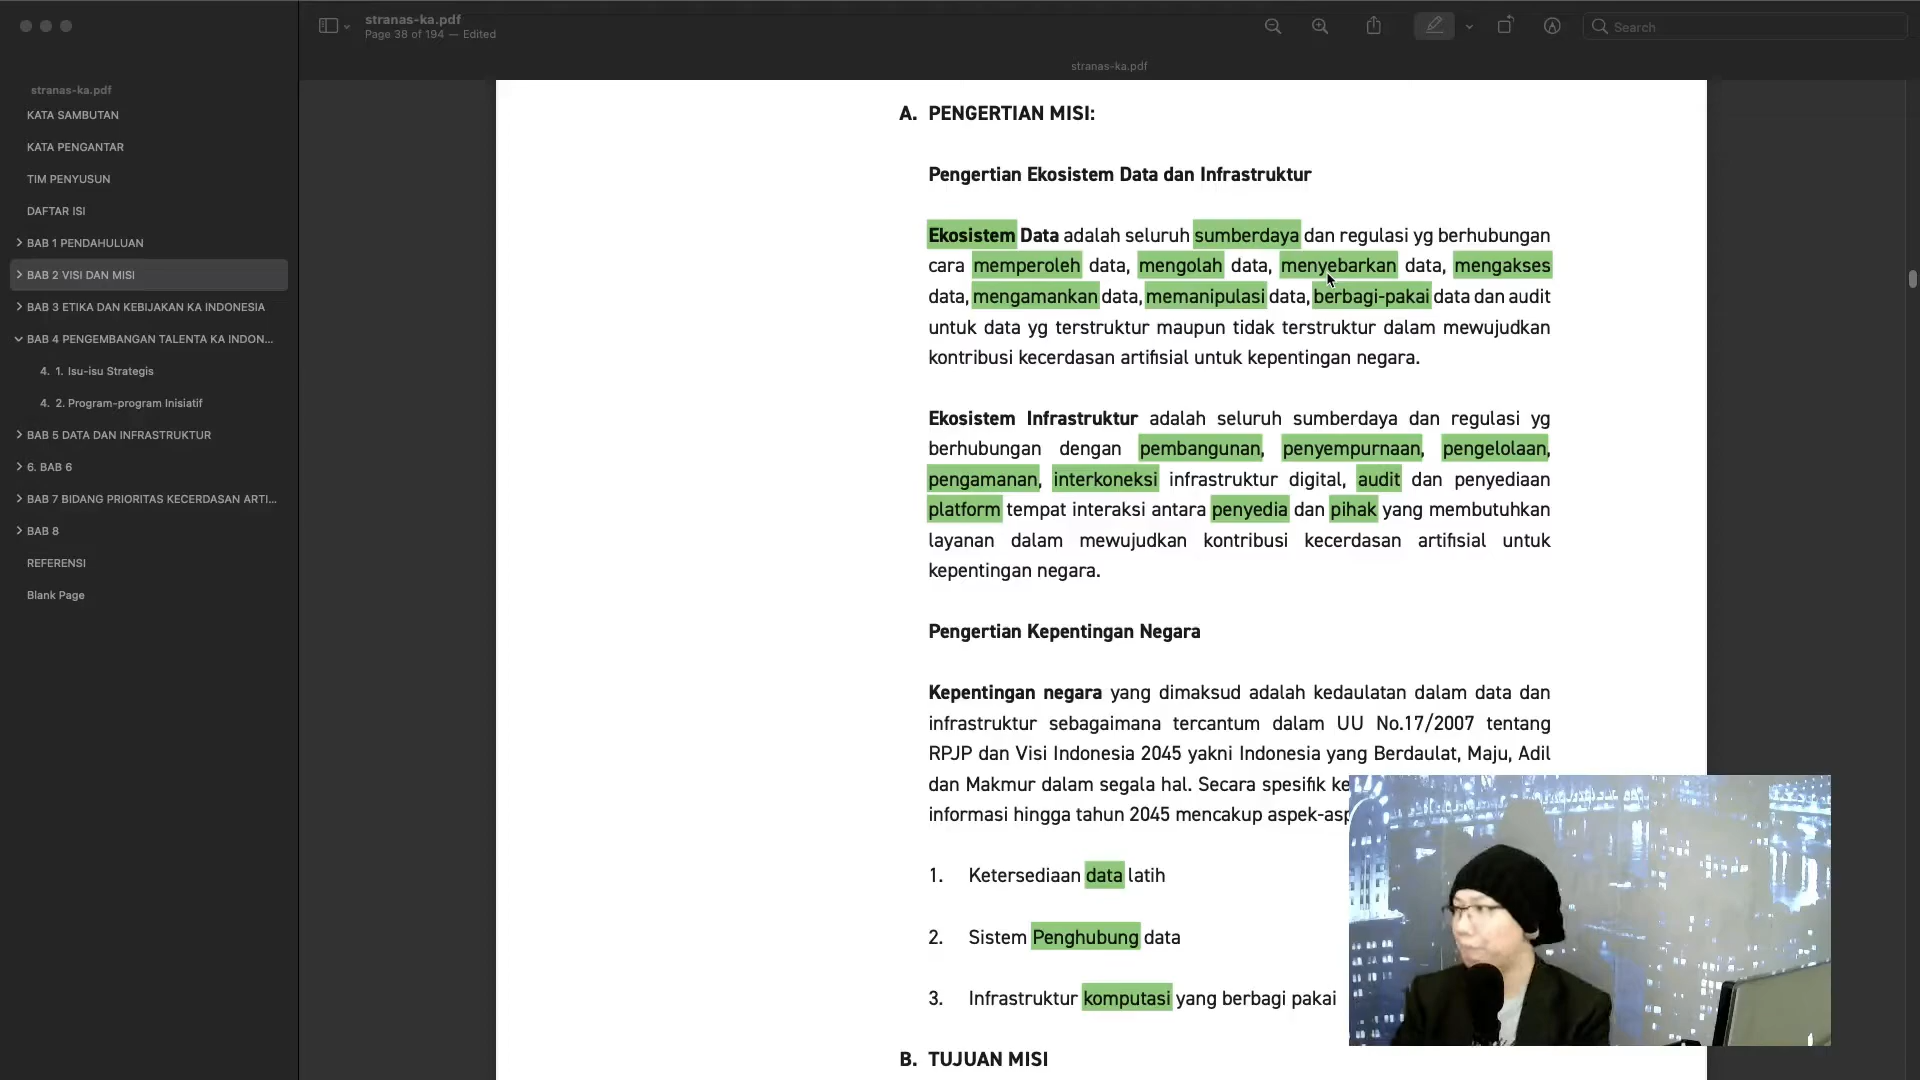 stranas-ka.pdf
Page 38 of 194 — Edited
Search
stranas-ka.pdf
stranas-ka.pdf
KATA SAMBUTAN
KATA PENGANTAR
TIM PENYUSUN
DAFTAR ISI
BAB 1 PENDAHULUAN
BAB 2 VISI DAN MISI
BAB 3 ETIKA DAN KEBIJAKAN KA INDONESIA
BAB 4 PENGEMBANGAN TALENTA KA INDON...
4. 1. Isu-isu Strategis
4. 2. Program-program Inisiatif
BAB 5 DATA DAN INFRASTRUKTUR
6. BAB 6
BAB 7 BIDANG PRIORITAS KECERDASAN ARTI...
BAB 8
REFERENSI
Blank Page
A. PENGERTIAN MISI:
Pengertian Ekosistem Data dan Infrastruktur
Ekosistem Data adalah seluruh sumberdaya dan regulasi yg berhubungan
cara memperoleh data, mengolah data, menyebarkan data, mengakses
data, mengamankan data, memanipulasi data, berbagi-pakai data dan audit
untuk data yg terstruktur maupun tidak terstruktur dalam mewujudkan
kontribusi kecerdasan artifisial untuk kepentingan negara.
Ekosistem Infrastruktur adalah seluruh sumberdaya dan regulasi yg
berhubungan dengan pembangunan, penyempurnaan, pengelolaan,
pengamanan, interkoneksi infrastruktur digital, audit dan penyediaan
platform tempat interaksi antara penyedia dan pihak yang membutuhkan
layanan dalam mewujudkan kontribusi kecerdasan artifisial untuk
kepentingan negara.
Pengertian Kepentingan Negara
Kepentingan negara yang dimaksud adalah kedaulatan dalam data dan
infrastruktur sebagaimana tercantum dalam UU No.17/2007 tentang
RPJP dan Visi Indonesia 2045 yakni Indonesia yang Berdaulat, Maju, Adil
dan Makmur dalam segala hal. Secara spesifik
informasi hingga tahun 2045 mencakup
1. Ketersediaan data latih
2. Sistem Penghubung data
3. Infrastruktur komputasi yang berbagi pakai
B. TUJUAN MISI